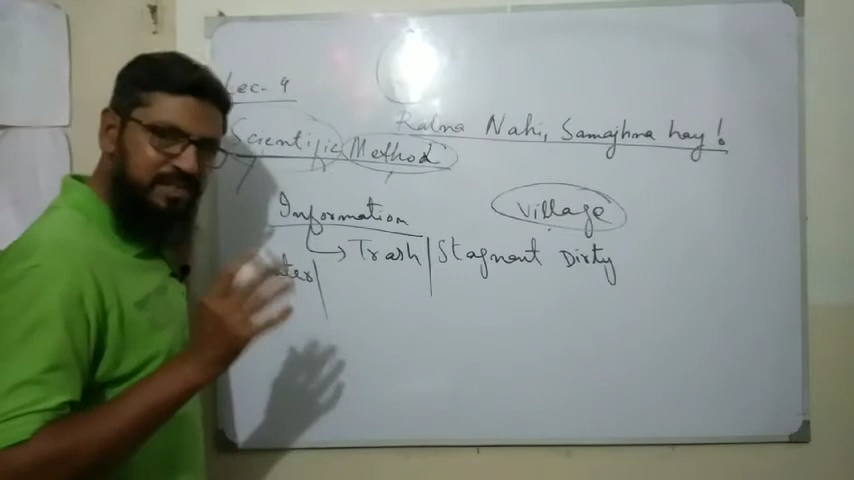 Lec- 4
Ratna Nahi, Samajhna hay!
Scientific Method
Information
Village
Trash | Stagnant Dirty